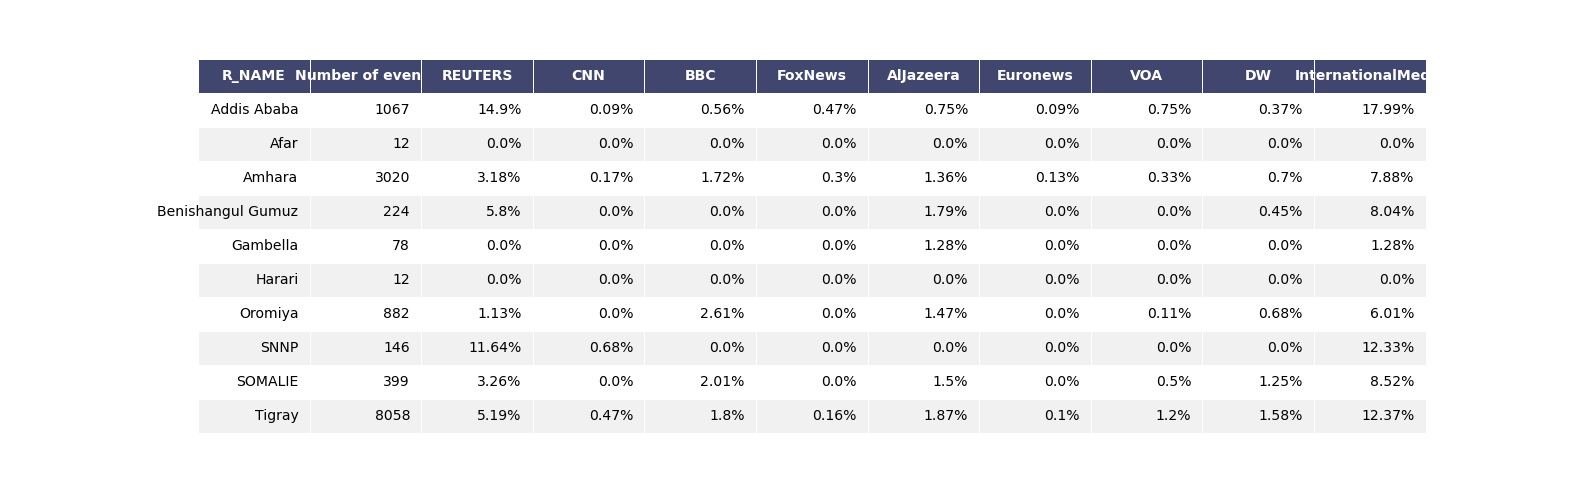 R_NAME Number of even REUTERS CNN BBC FoxNews AlJazeera Euronews VOA DW InternationalMed
Addis Ababa 1067 14.9% 0.09% 0.56% 0.47% 0.75% 0.09% 0.75% 0.37% 17.99%
Afar 12 0.0% 0.0% 0.0% 0.0% 0.0% 0.0% 0.0% 0.0% 0.0%
Amhara 3020 3.18% 0.17% 1.72% 0.3% 1.36% 0.13% 0.33% 0.7% 7.88%
Benishangul Gumuz 224 5.8% 0.0% 0.0% 0.0% 1.79% 0.0% 0.0% 0.45% 8.04%
Gambella 78 0.0% 0.0% 0.0% 0.0% 1.28% 0.0% 0.0% 0.0% 1.28%
Harari 12 0.0% 0.0% 0.0% 0.0% 0.0% 0.0% 0.0% 0.0% 0.0%
Oromiya 882 1.13% 0.0% 2.61% 0.0% 1.47% 0.0% 0.11% 0.68% 6.01%
SNNP 146 11.64% 0.68% 0.0% 0.0% 0.0% 0.0% 0.0% 0.0% 12.33%
SOMALIE 399 3.26% 0.0% 2.01% 0.0% 1.5% 0.0% 0.5% 1.25% 8.52%
Tigray 8058 5.19% 0.47% 1.8% 0.16% 1.87% 0.1% 1.2% 1.58% 12.37%